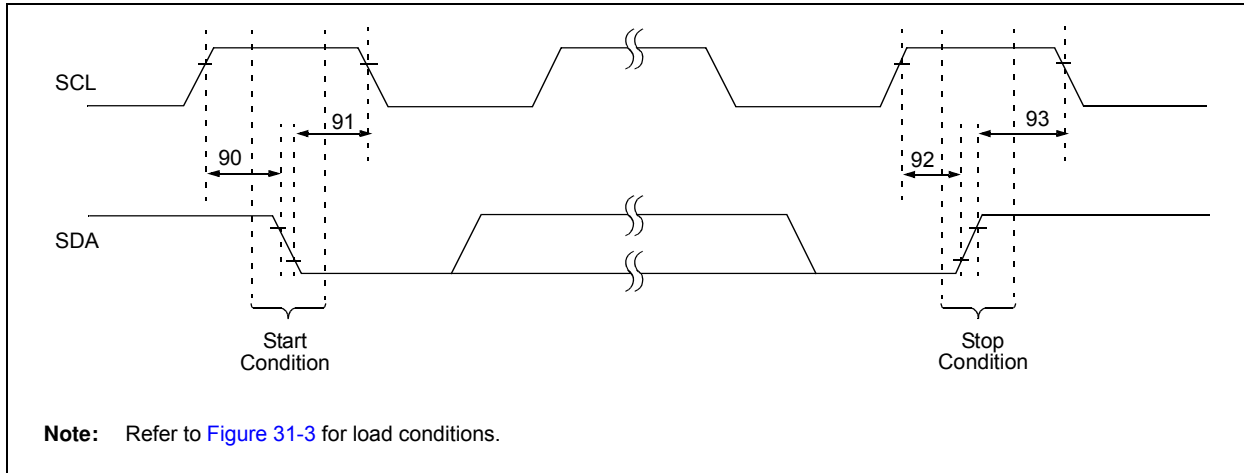 SCL
91
93
90
92
SDA
Start
Condition
Stop
Condition
Note: Refer to Figure 31-3 for load conditions.